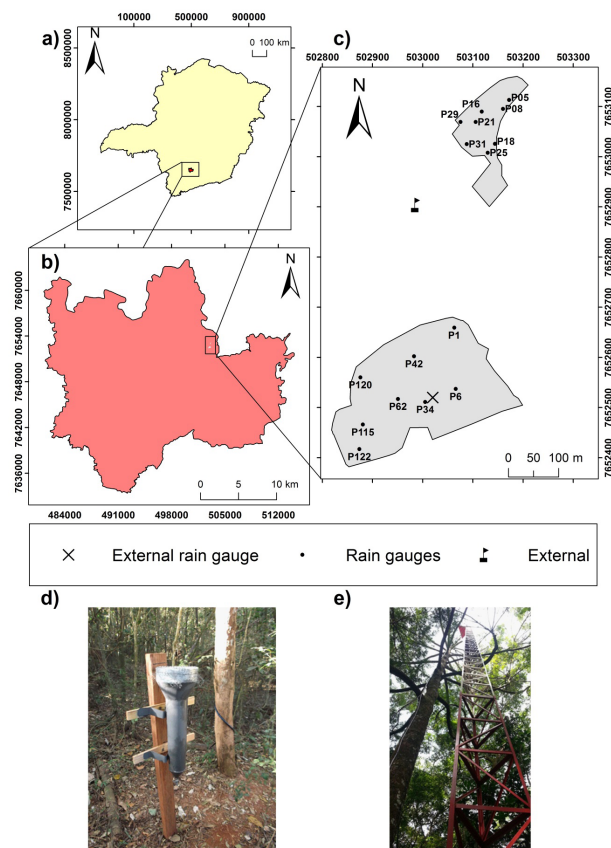 a)
100000 500000 900000
N
0 100 km
8500000
8000000
7500000
b)
N
7660000
7654000
7648000
7642000
7636000
0 10 km
484000 491000 498000 505000 512000
c)
502800 502900 503000 503100 503200 503300
N
P05
P16
P08
P29
P21
P31
P18
P25
P1
P42
P120
P6
P62
P34
P115
P122
7653100
7653000
7652900
7652800
7652700
7652600
7652500
7652400
0 50 100 m
External rain gauge Rain gauges External
d)
e)